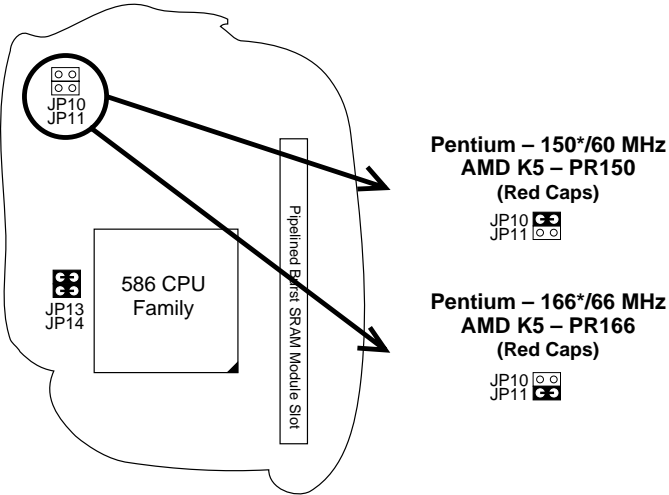 JP10
JP11
586 CPU
Family
JP13
JP14
Pipelined Burst SRAM Module Slot
Pentium – 150*/60 MHz
AMD K5 – PR150
(Red Caps)
JP10
JP11
Pentium – 166*/66 MHz
AMD K5 – PR166
(Red Caps)
JP10
JP11